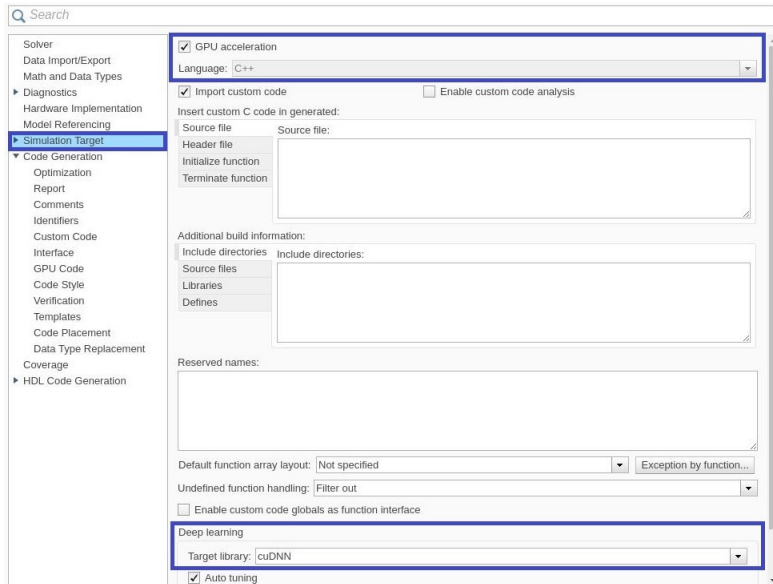 Search
Solver
Data Import/Export
Math and Data Types
Diagnostics
Hardware Implementation
Model Referencing
Simulation Target
Code Generation
Optimization
Report
Comments
Identifiers
Custom Code
Interface
GPU Code
Code Style
Verification
Templates
Code Placement
Data Type Replacement
Coverage
HDL Code Generation
GPU acceleration
Language: C++
Import custom code
Enable custom code analysis
Insert custom C code in generated:
Source file
Header file
Initialize function
Terminate function
Source file:
Additional build information:
Include directories
Source files
Libraries
Defines
Include directories:
Reserved names:
Default function array layout: Not specified
Exception by function...
Undefined function handling: Filter out
Enable custom code globals as function interface
Deep learning
Target library: cuDNN
Auto tuning